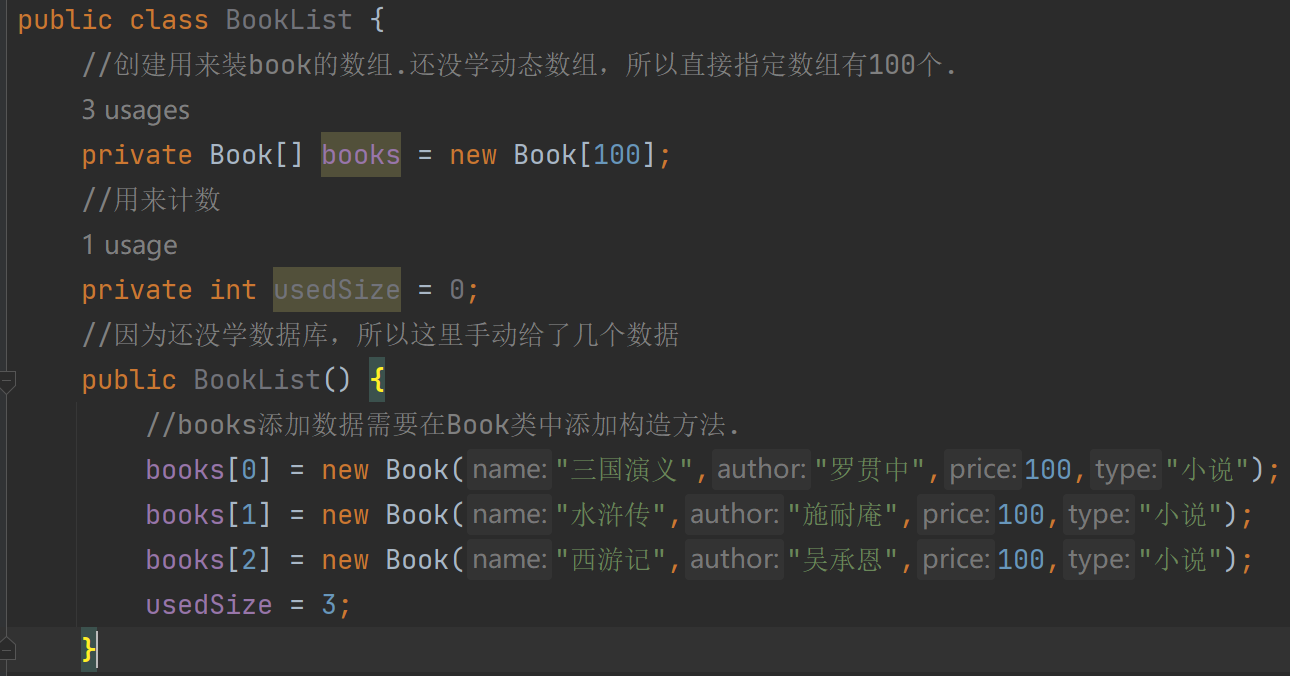 public class BookList {
//创建用来装book的数组.还没学动态数组，所以直接指定数组有100个.
3 usages
private Book[] books = new Book[100];
//用来计数
1 usage
private int usedSize = 0;
//因为还没学数据库，所以这里手动给了几个数据
public BookList() {
//books添加数据需要在Book类中添加构造方法.
books[0] = new Book( name: "三国演义", author: "罗贯中", price: 100, type: "小说");
books[1] = new Book( name: "水浒传", author: "施耐庵", price: 100, type: "小说");
books[2] = new Book( name: "西游记", author: "吴承恩", price: 100, type: "小说");
usedSize = 3;
}